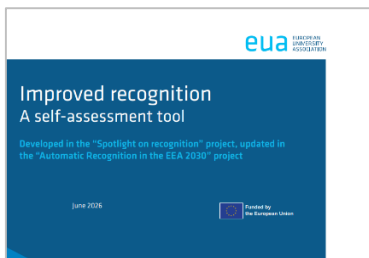 eua EUROPEAN
UNIVERSITY
ASSOCIATION
Improved recognition
A self-assessment tool
Developed in the "Spotlight on recognition" project, updated in
the "Automatic Recognition in the EEA 2030" project
June 2026
Funded by
the European Union